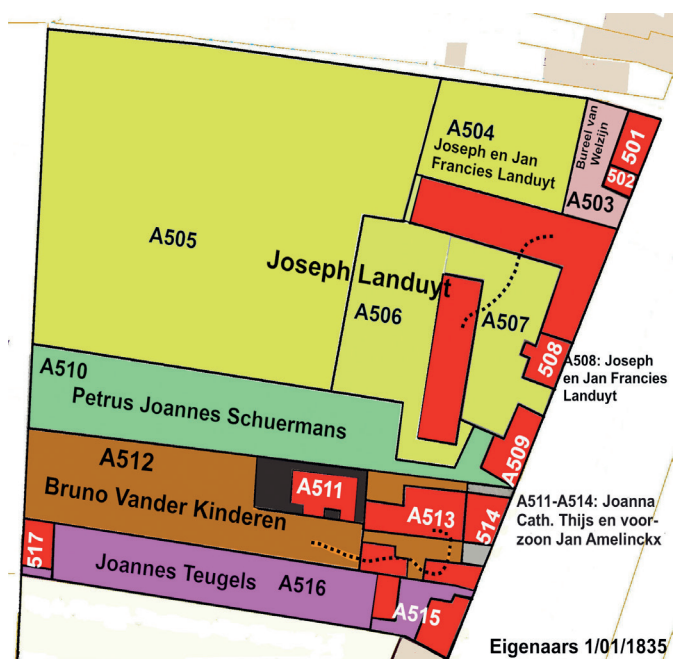 A504
Joseph en Jan
Francies Landuyt
Bureel van
Welzijn
501
502
A503
A505
Joseph Landuyt
A506
A507
508
A508: Joseph
en Jan Francies
Landuyt
A510
Petrus Joannes Schuermans
A509
A512
A511
Bruno Vander Kinderen
A513
514
A511-A514: Joanna
Cath. Thijs en voor-
zoon Jan Amelinckx
517
Joannes Teugels
A516
A515
Eigenaars 1/01/1835